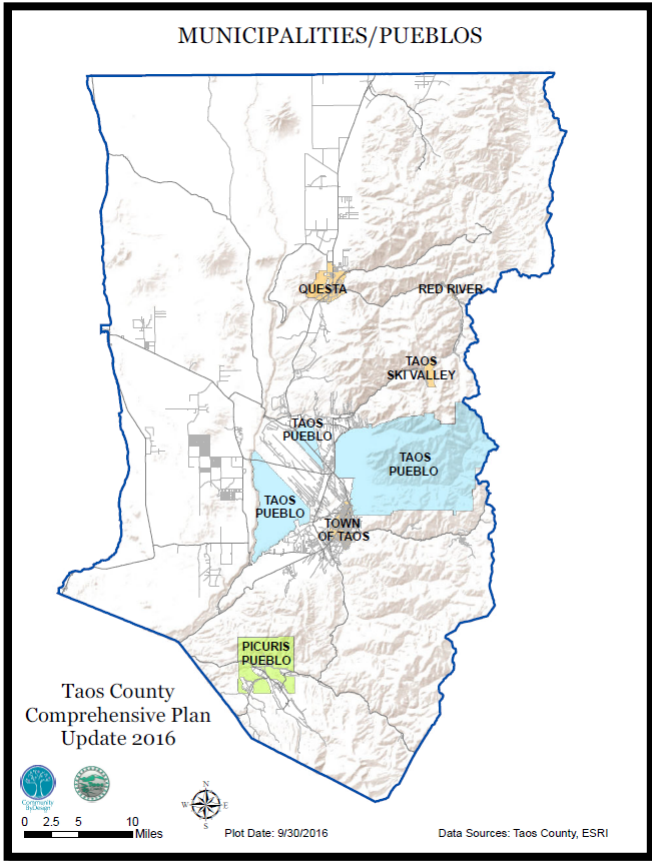 MUNICIPALITIES/PUEBLOS
QUESTA
RED RIVER
TAOS
SKI VALLEY
TAOS
PUEBLO
TAOS
PUEBLO
TAOS
PUEBLO
TOWN
OF TAOS
PICURIS
PUEBLO
Taos County
Comprehensive Plan
Update 2016
Community
ByDesign
N
W
E
S
0 2.5 5 10
Miles
Plot Date: 9/30/2016
Data Sources: Taos County, ESRI